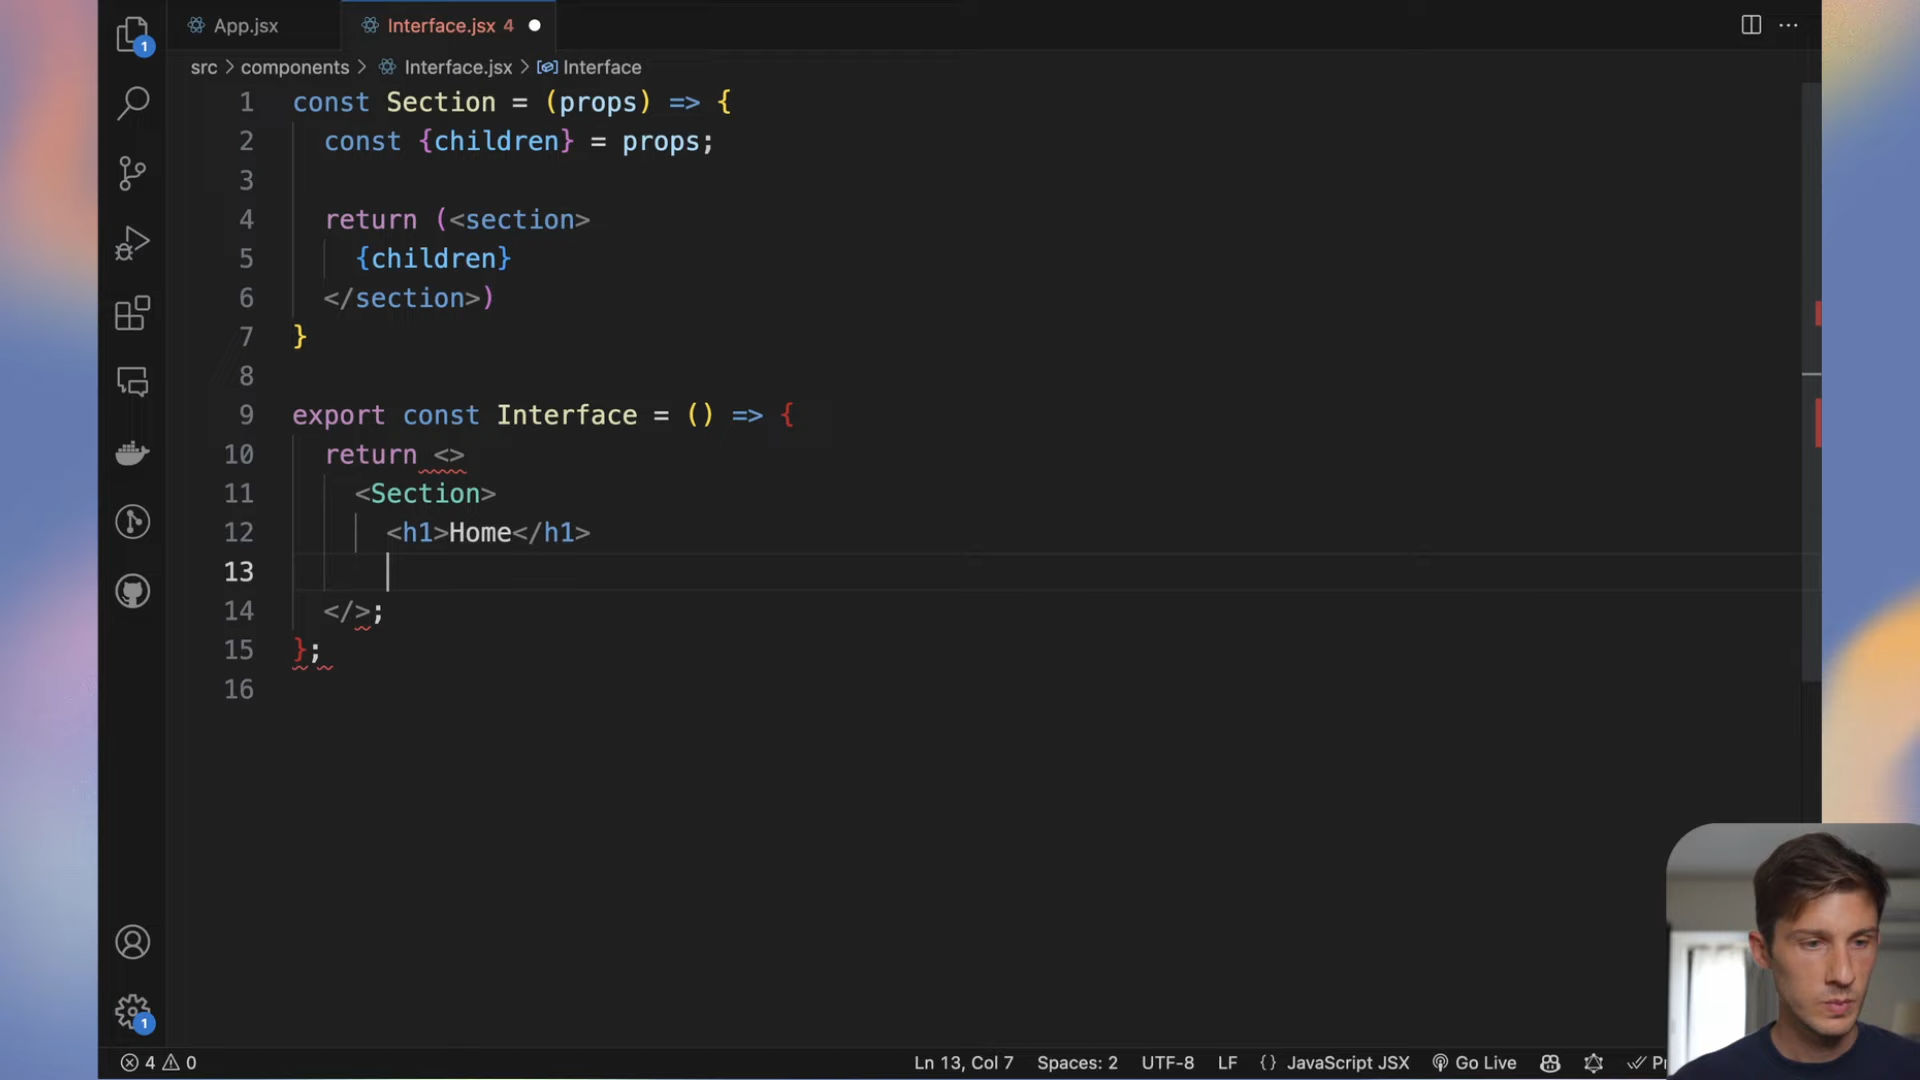 1
App.jsx
Interface.jsx 4
src > components > Interface.jsx > Interface
1 const Section = (props) => {
2 const {children} = props;
3
4 return (<section>
5 {children}
6 </section>)
7 }
8
9 export const Interface = () => {
10 return <>
11 <Section>
12 <h1>Home</h1>
13
14 </>;
15 };
16
1
4 0
Ln 13, Col 7 Spaces: 2 UTF-8 LF {} JavaScript JSX Go Live